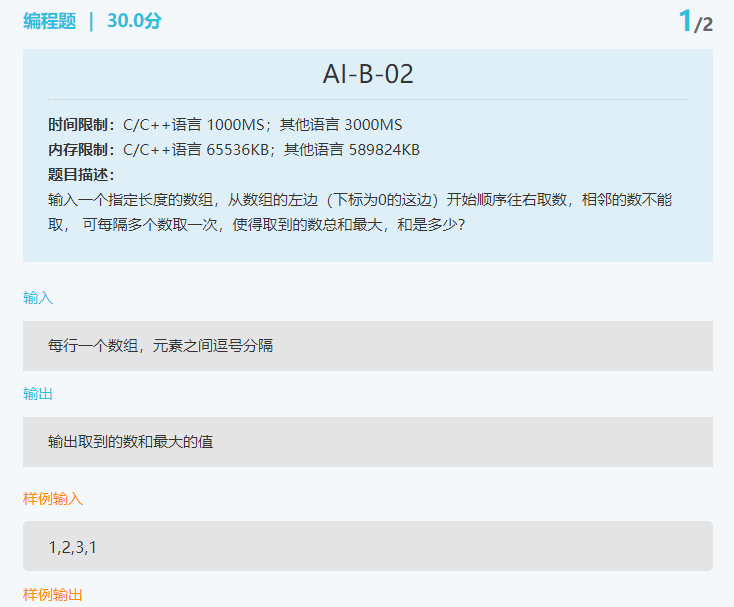 编程题 | 30.0分
1/2
AI-B-02
时间限制：C/C++语言 1000MS；其他语言 3000MS
内存限制：C/C++语言 65536KB；其他语言 589824KB
题目描述：
输入一个指定长度的数组，从数组的左边（下标为0的这边）开始顺序往右取数，相邻的数不能
取， 可每隔多个数取一次，使得取到的数总和最大，和是多少？
输入
每行一个数组，元素之间逗号分隔
输出
输出取到的数和最大的值
样例输入
1,2,3,1
样例输出